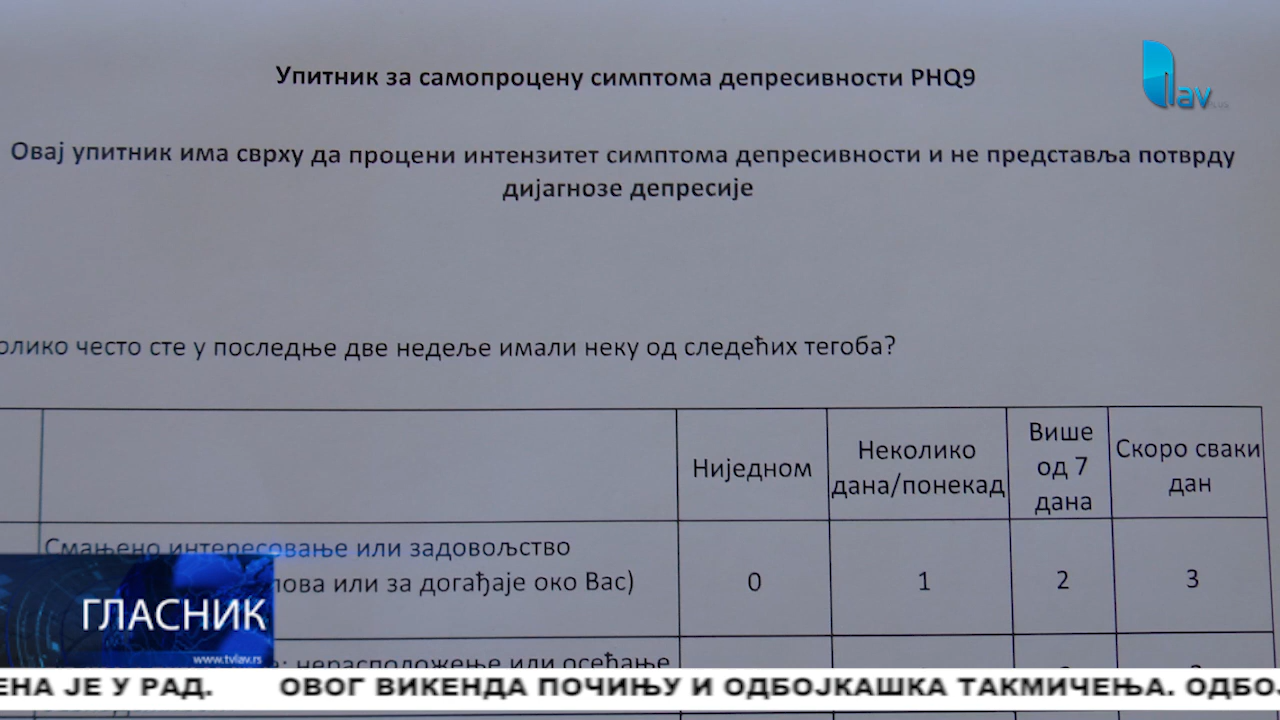 Упитник за самопроцену симптома депресивности PHQ9
lav
Овај упитник има сврху да процени интензитет симптома депресивности и не представља потврду
дијагнозе депресије
олико често сте у последње две недеље имали неку од следећих тегоба?
Ниједном
Неколико
дана/понекад
Више
од 7
дана
Скоро сваки
дан
Смањено интересовање или задовољство
лова или за догађаје око Вас)
0
1
2
3
нерасположење или осећање
ГЛАСНИК
www.tvlav.rs
ЕНА ЈЕ У РАД. ОВОГ ВИКЕНДА ПОЧИЊУ И ОДБОЈКАШКА ТАКМИЧЕЊА. ОДБОЈ